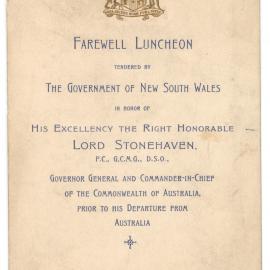 Farewell Luncheon
tendered by
The Government of New South Wales
in honor of
His Excellency the Right Honorable
Lord Stonehaven,
P.C., G.C.M.G., D.S.O.,
Governor General and Commander-in-Chief
of the Commonwealth of Australia,
prior to his Departure from
Australia